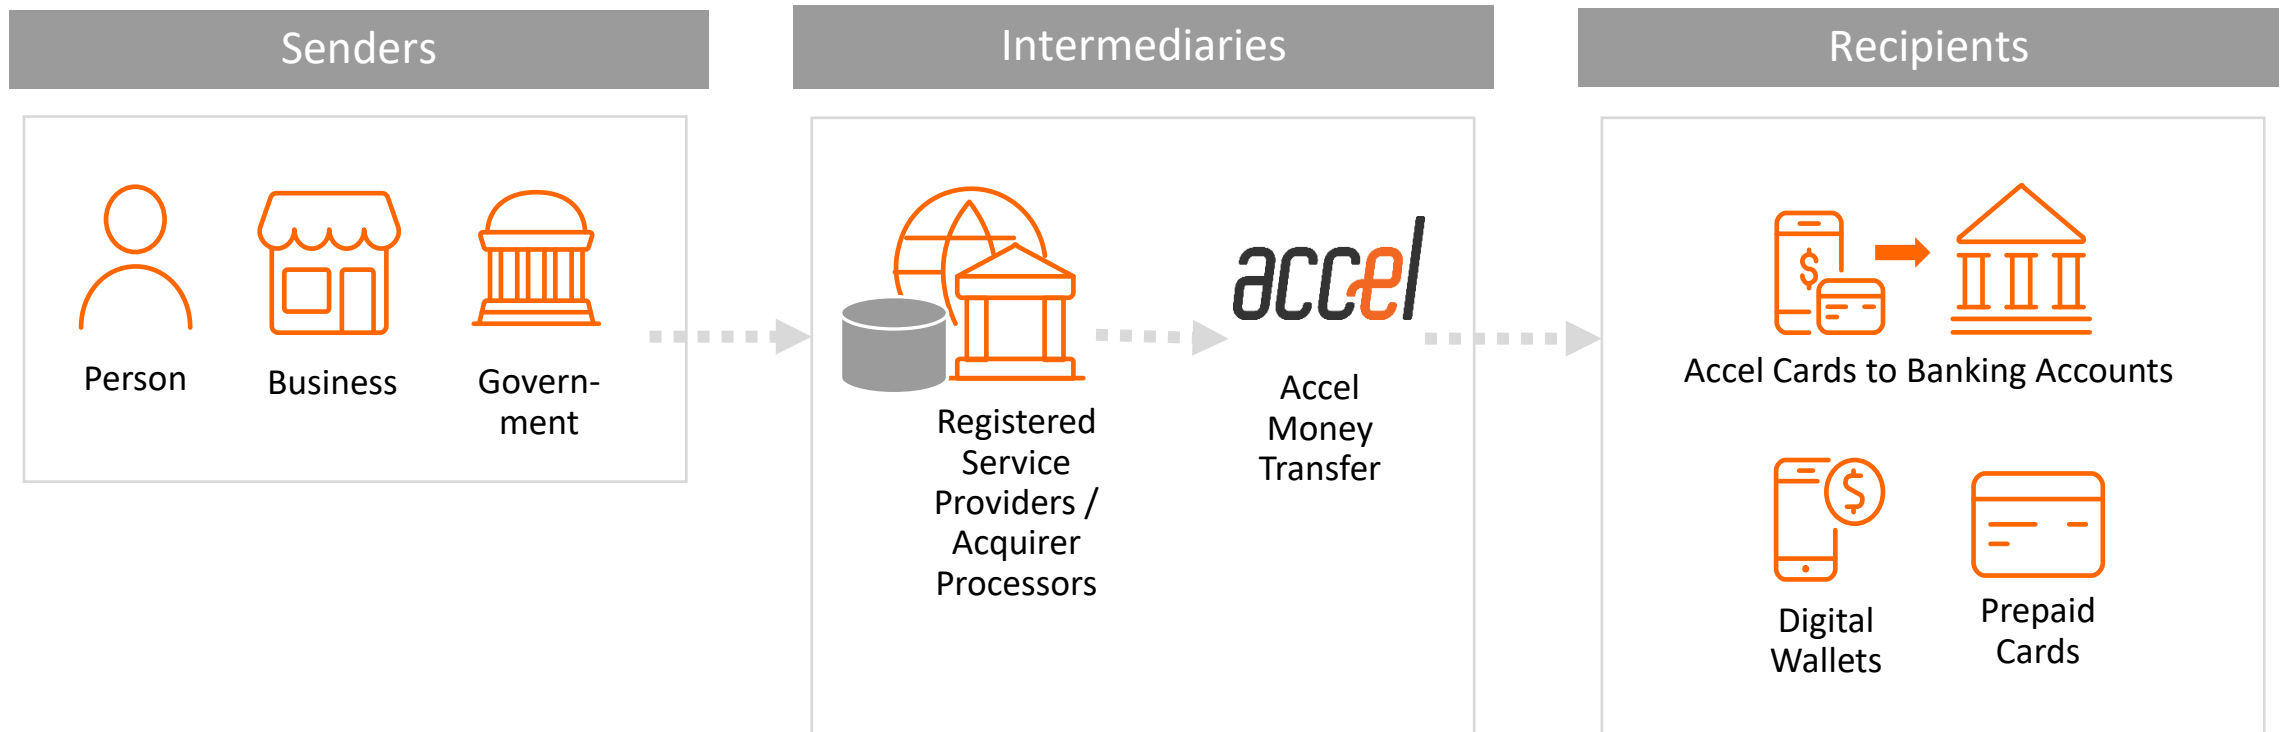 Senders
Intermediaries
Recipients
Person
Business
Govern-
ment
Registered
Service
Providers /
Acquirer
Processors
accel
Accel
Money
Transfer
$
Accel Cards to Banking Accounts
$
Digital
Wallets
Prepaid
Cards